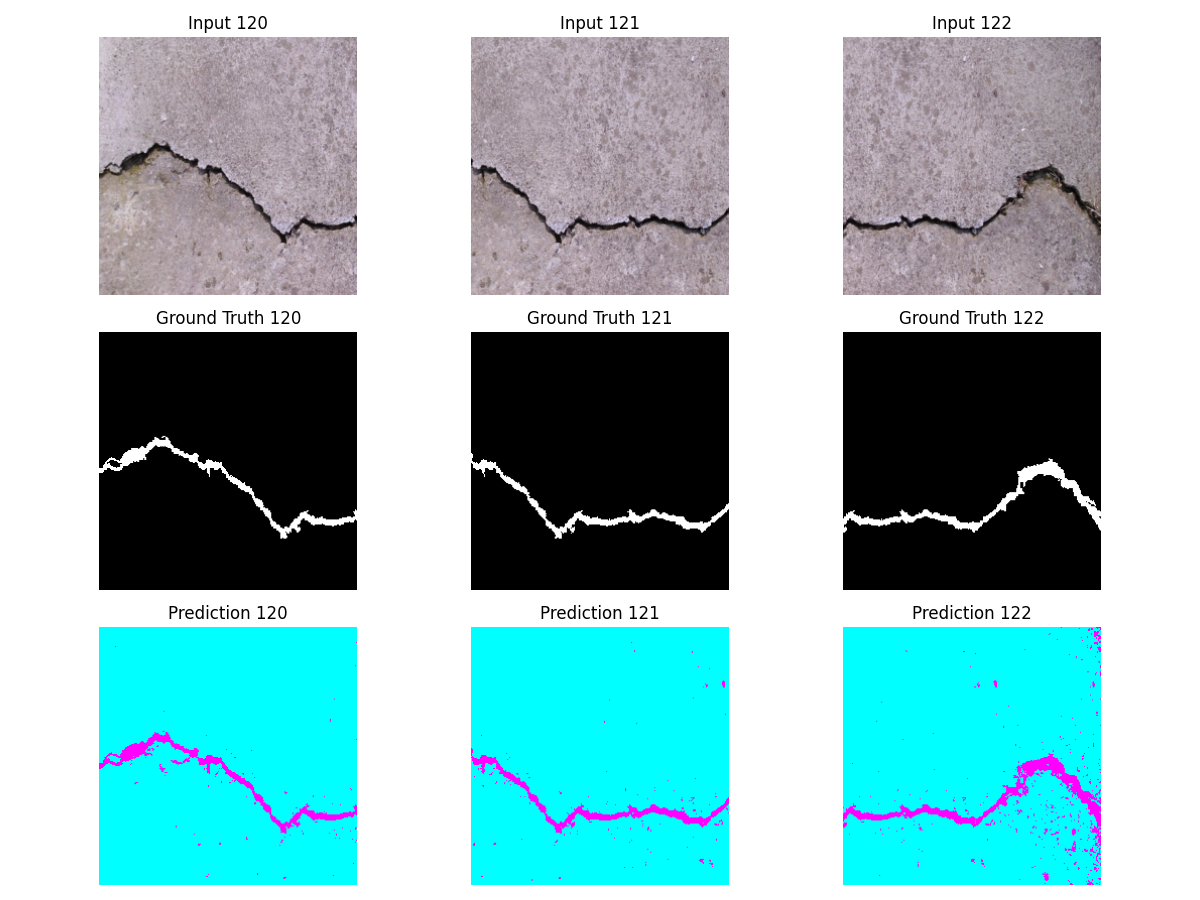 Input 120
Input 121
Input 122
Ground Truth 120
Ground Truth 121
Ground Truth 122
Prediction 120
Prediction 121
Prediction 122